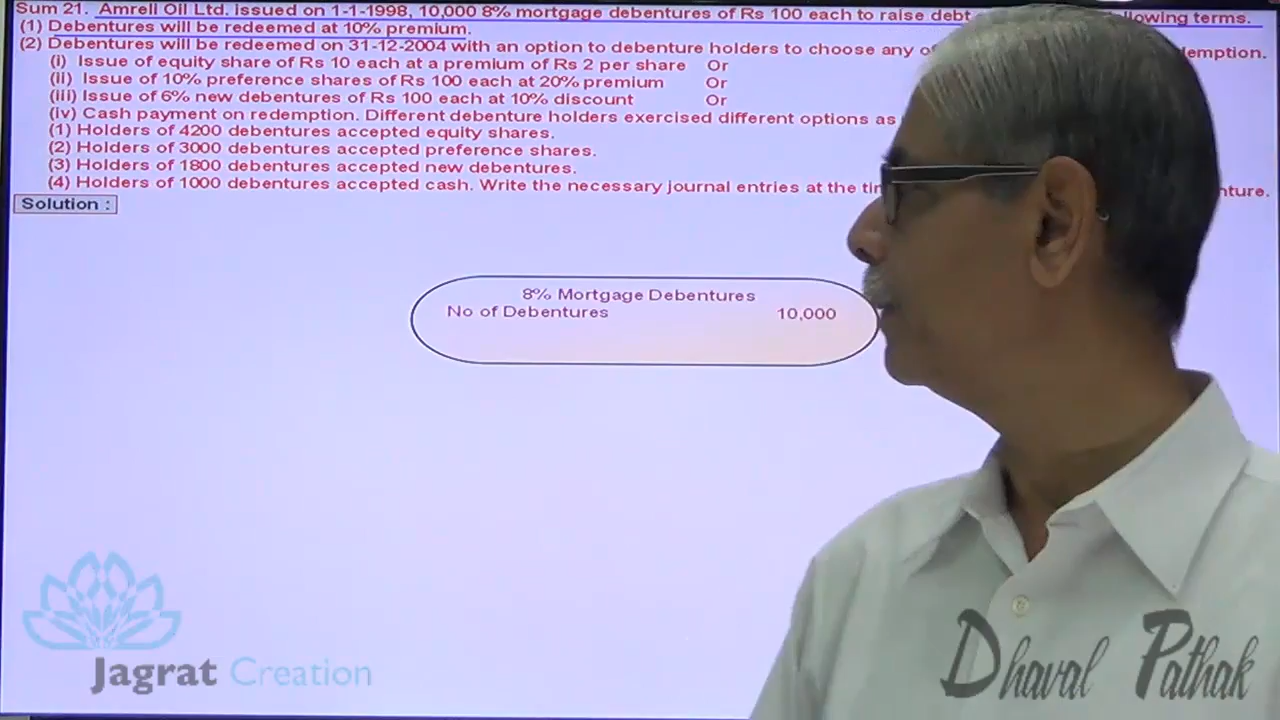 Sum 21. Amrell Oil Ltd. issued on 1-1-1998, 10,000 8% mortgage debentures of Rs 100 each to raise debt lowing terms.
(1) Debentures will be redeemed at 10% premium.
(2) Debentures will be redeemed on 31-12-2004 with an option to debenture holders to choose any emption.
(i) Issue of equity share of Rs 10 each at a premium of Rs 2 per share Or
(ii) Issue of 10% preference shares of Rs 100 each at 20% premium Or
(iii) Issue of 6% new debentures of Rs 100 each at 10% discount Or
(iv) Cash payment on redemption. Different debenture holders exercised different options as
(1) Holders of 4200 debentures accepted equity shares.
(2) Holders of 3000 debentures accepted preference shares.
(3) Holders of 1800 debentures accepted new debentures.
(4) Holders of 1000 debentures accepted cash. Write the necessary journal entries at the nture.
Solution :
8% Mortgage Debentures
No of Debentures 10,000
Jagrat Creation
Dhaval Pathak